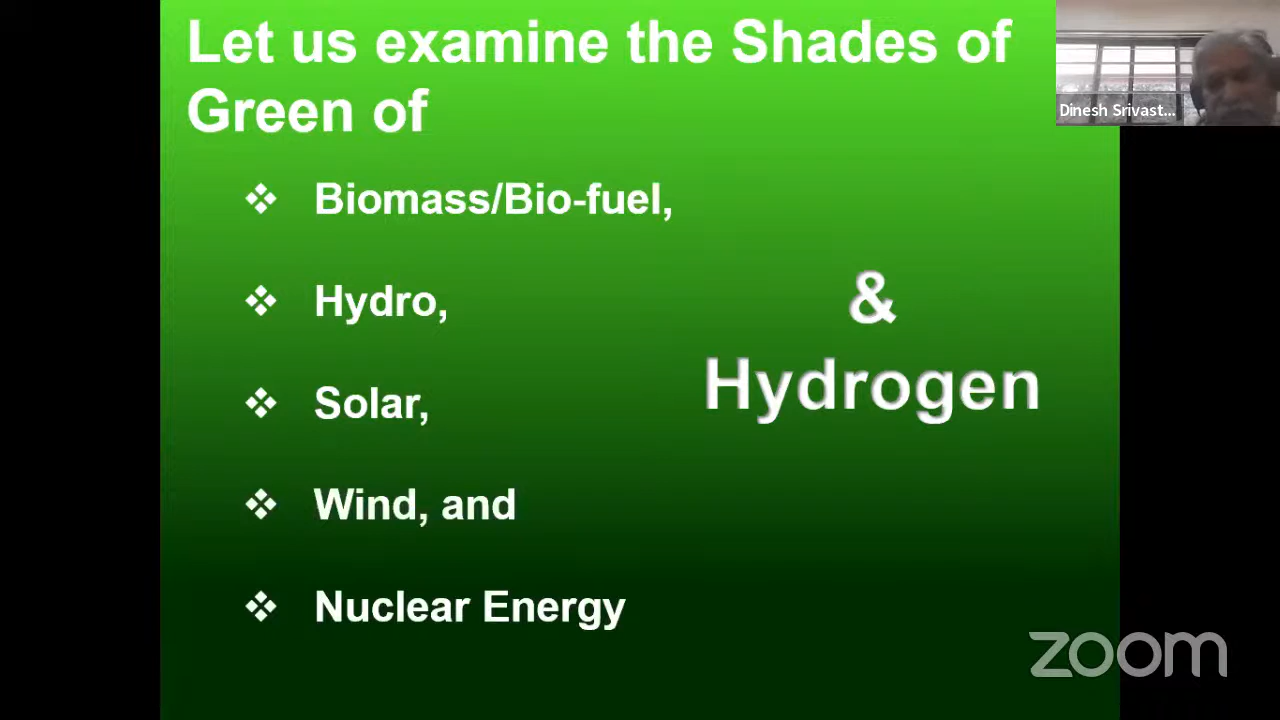 Let us examine the Shades of
Green of
Biomass/Bio-fuel,
Hydro,
Solar,
Wind, and
Nuclear Energy
&
Hydrogen
Dinesh Srivast...
zoom